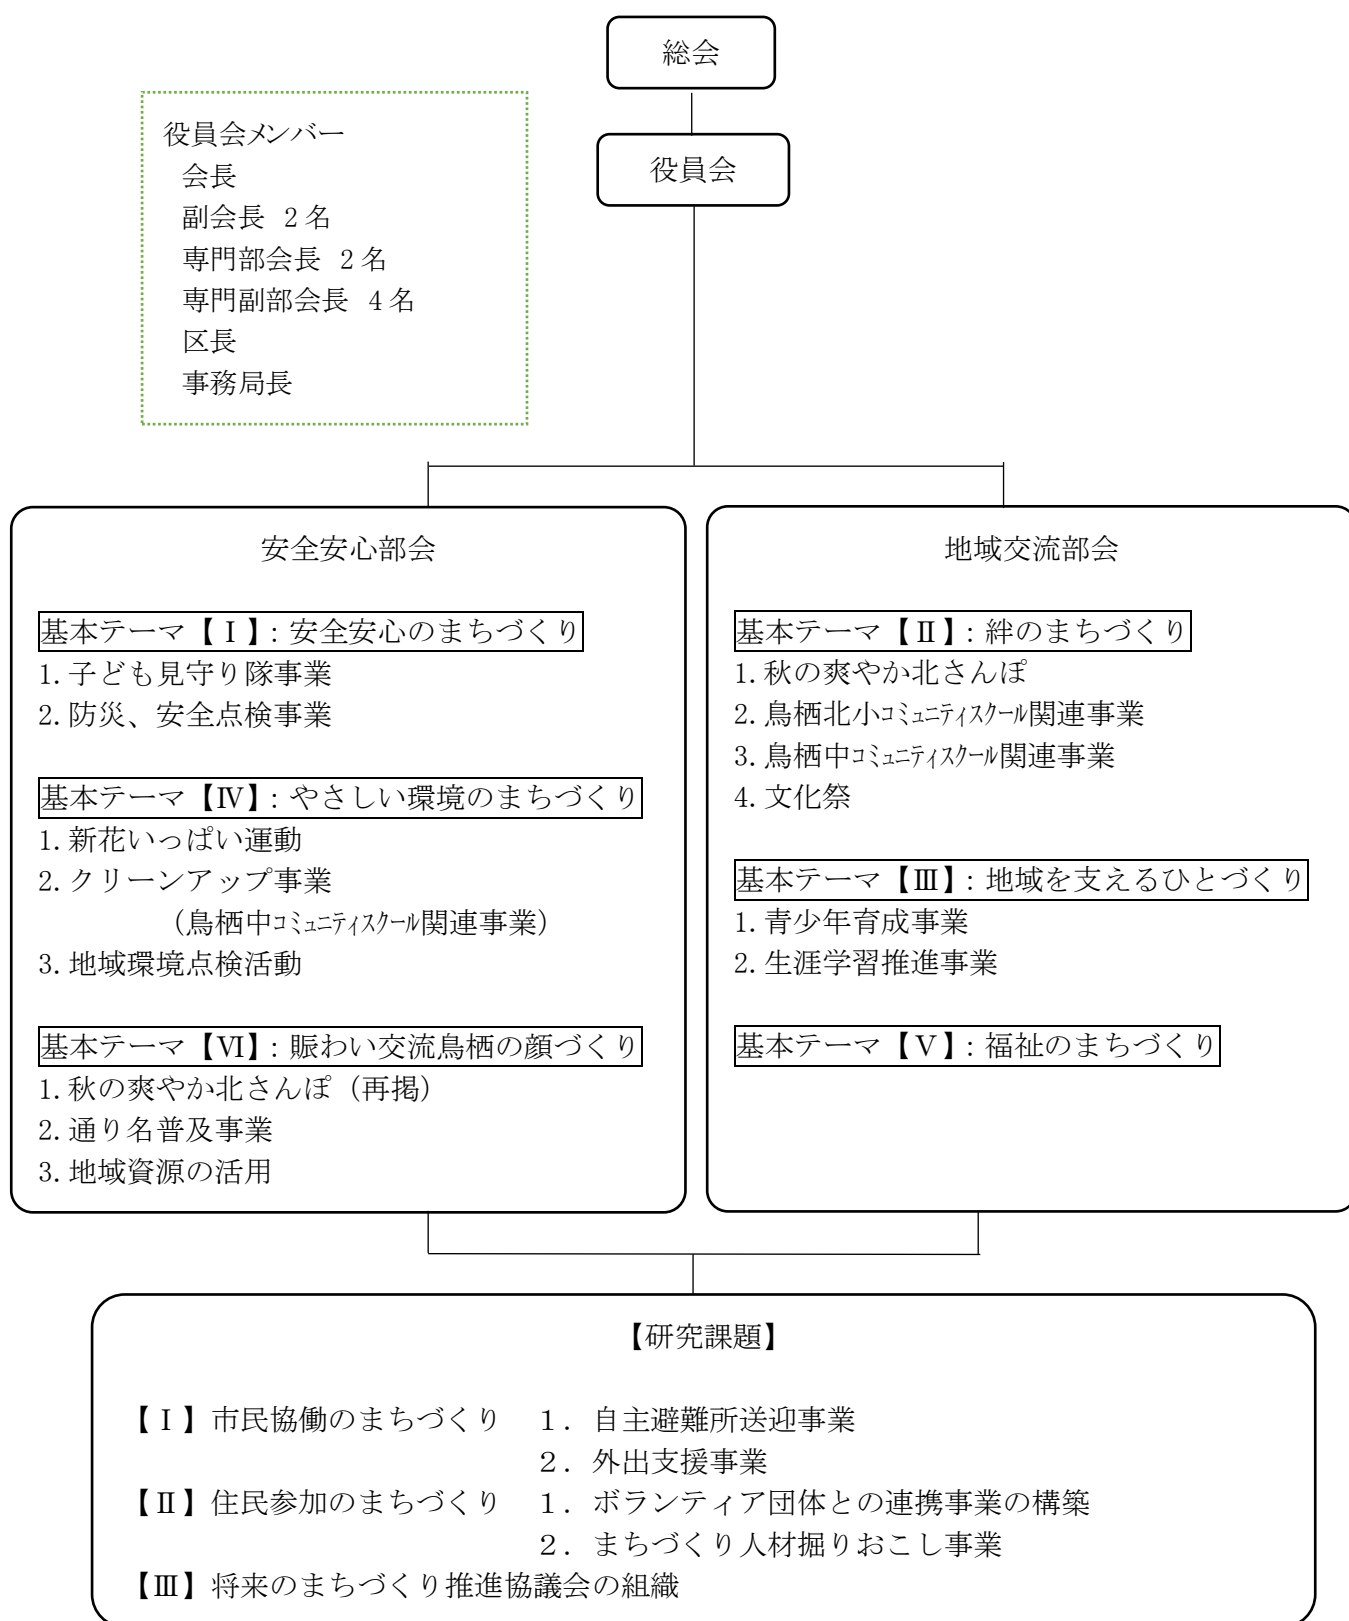 総会
役員会
役員会メンバー
会長
副会長 2名
専門部会長 2名
専門副部会長 4名
区長
事務局長
安全安心部会
基本テーマ【Ⅰ】：安全安心のまちづくり
1.子ども見守り隊事業
2.防災、安全点検事業
基本テーマ【Ⅳ】：やさしい環境のまちづくり
1.新花いっぱい運動
2.クリーンアップ事業
（鳥栖中ｺﾐｭﾆﾃｨｽｸｰﾙ関連事業）
3.地域環境点検活動
基本テーマ【Ⅵ】：賑わい交流鳥栖の顔づくり
1.秋の爽やか北さんぽ（再掲）
2.通り名普及事業
3.地域資源の活用
地域交流部会
基本テーマ【Ⅱ】：絆のまちづくり
1.秋の爽やか北さんぽ
2.鳥栖北小ｺﾐｭﾆﾃｨｽｸｰﾙ関連事業
3.鳥栖中ｺﾐｭﾆﾃｨｽｸｰﾙ関連事業
4.文化祭
基本テーマ【Ⅲ】：地域を支えるひとづくり
1.青少年育成事業
2.生涯学習推進事業
基本テーマ【Ⅴ】：福祉のまちづくり
【研究課題】
【Ⅰ】市民協働のまちづくり　１．自主避難所送迎事業
２．外出支援事業
【Ⅱ】住民参加のまちづくり　１．ボランティア団体との連携事業の構築
２．まちづくり人材掘りおこし事業
【Ⅲ】将来のまちづくり推進協議会の組織